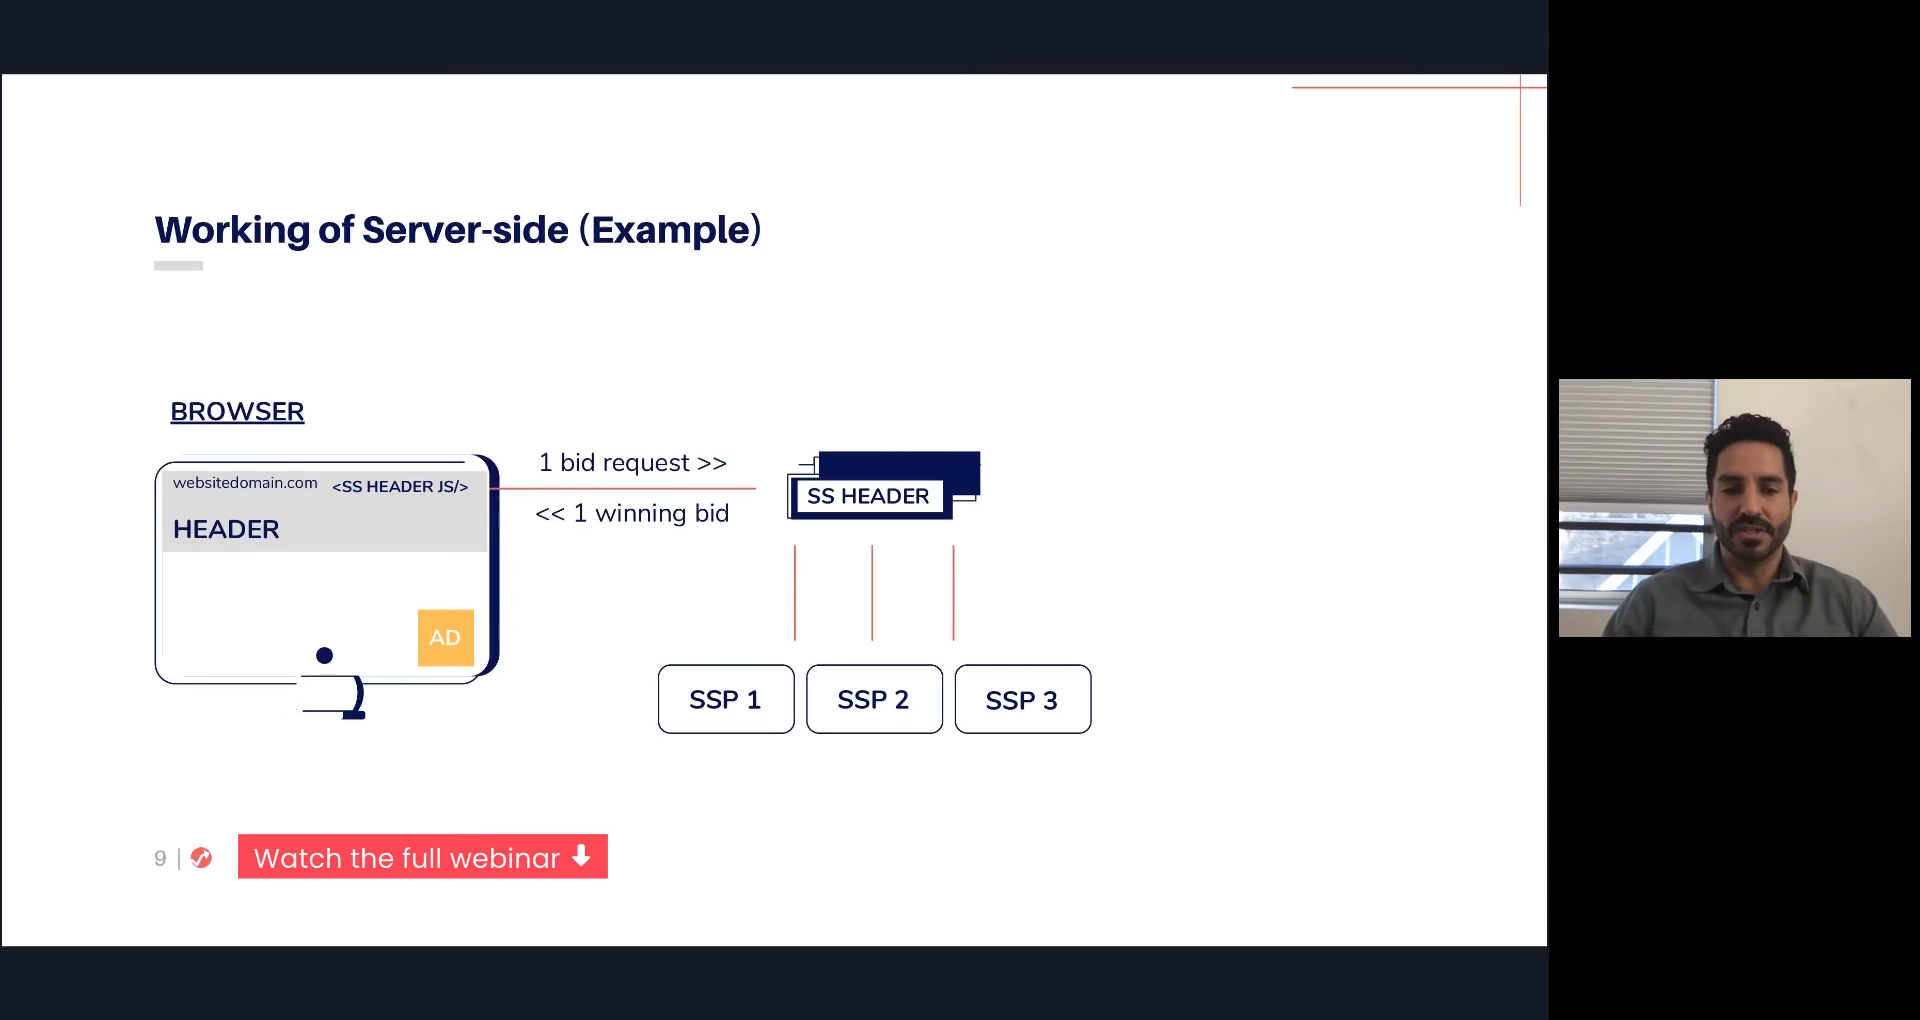 Working of Server-side (Example)
BROWSER
websitedomain.com <SS HEADER JS/>
HEADER
AD
1 bid request >>
<< 1 winning bid
SS HEADER
SSP 1 SSP 2 SSP 3
9 | Watch the full webinar